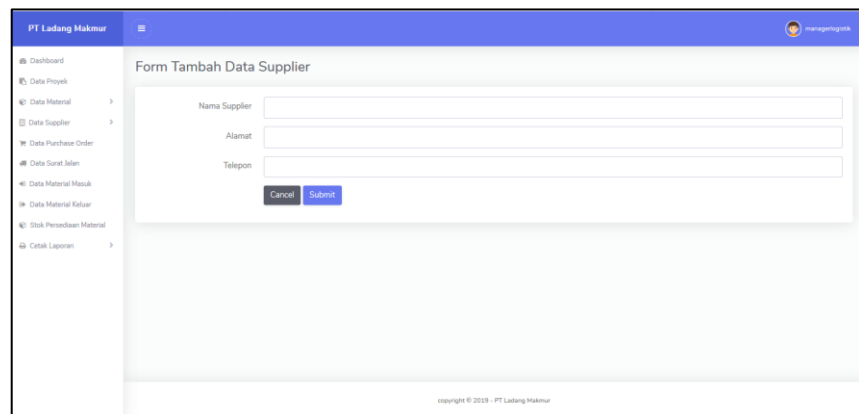 PT Ladang Makmur
managerlogistik
Dashboard
Data Proyek
Data Material
Data Supplier
Data Purchase Order
Data Surat Jalan
Data Material Masuk
Data Material Keluar
Stok Persediaan Material
Cetak Laporan
Form Tambah Data Supplier
Nama Supplier
Alamat
Telepon
Cancel Submit
copyright © 2019 - PT Ladang Makmur